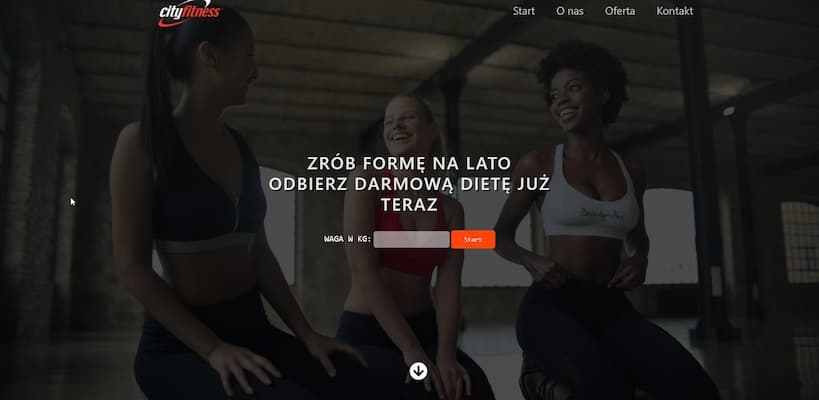 cityfitness
Start O nas Oferta Kontakt
ZRÓB FORMĘ NA LATO
ODBIERZ DARMOWĄ DIETĘ JUŻ
TERAZ
WAGA W KG: Start